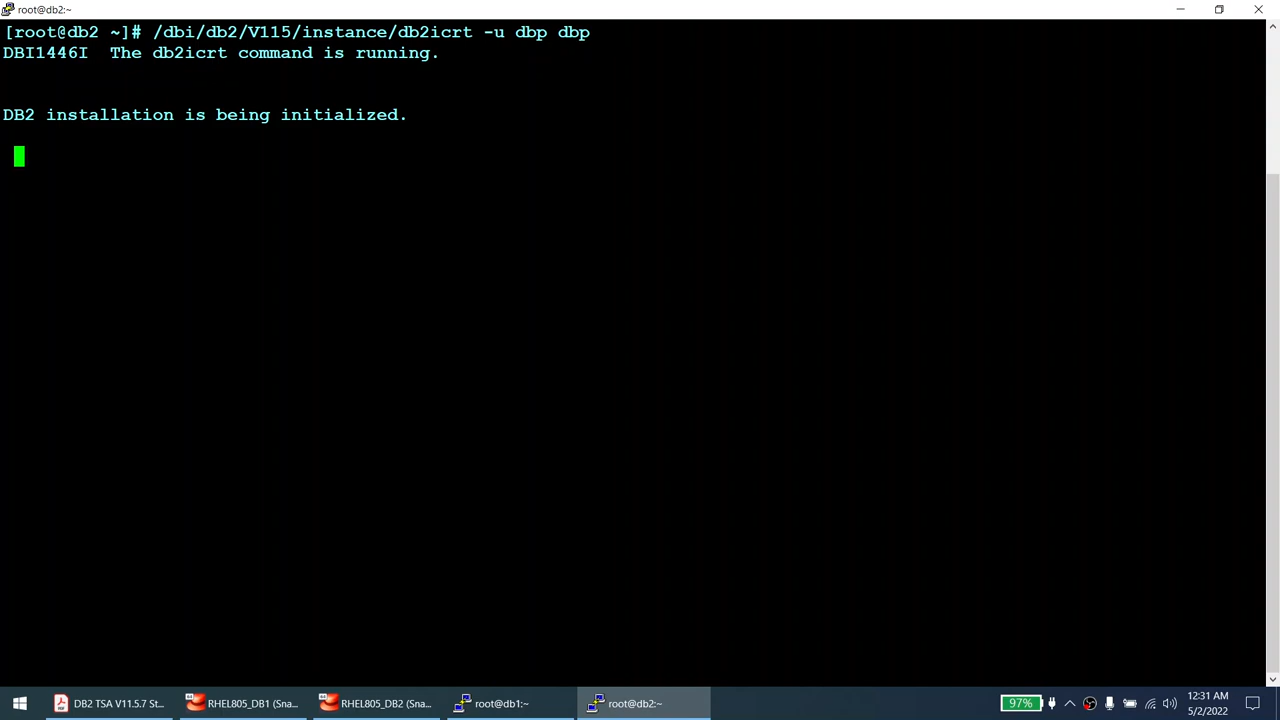 root@db2:~
[root@db2 ~]# /dbi/db2/V115/instance/db2icrt -u dbp dbp
DBI1446I  The db2icrt command is running.
DB2 installation is being initialized.
DB2 TSA V11.5.7 St...
RHEL805_DB1 (Sna...
RHEL805_DB2 (Sna...
root@db1:~
root@db2:~
97%
12:31 AM
5/2/2022